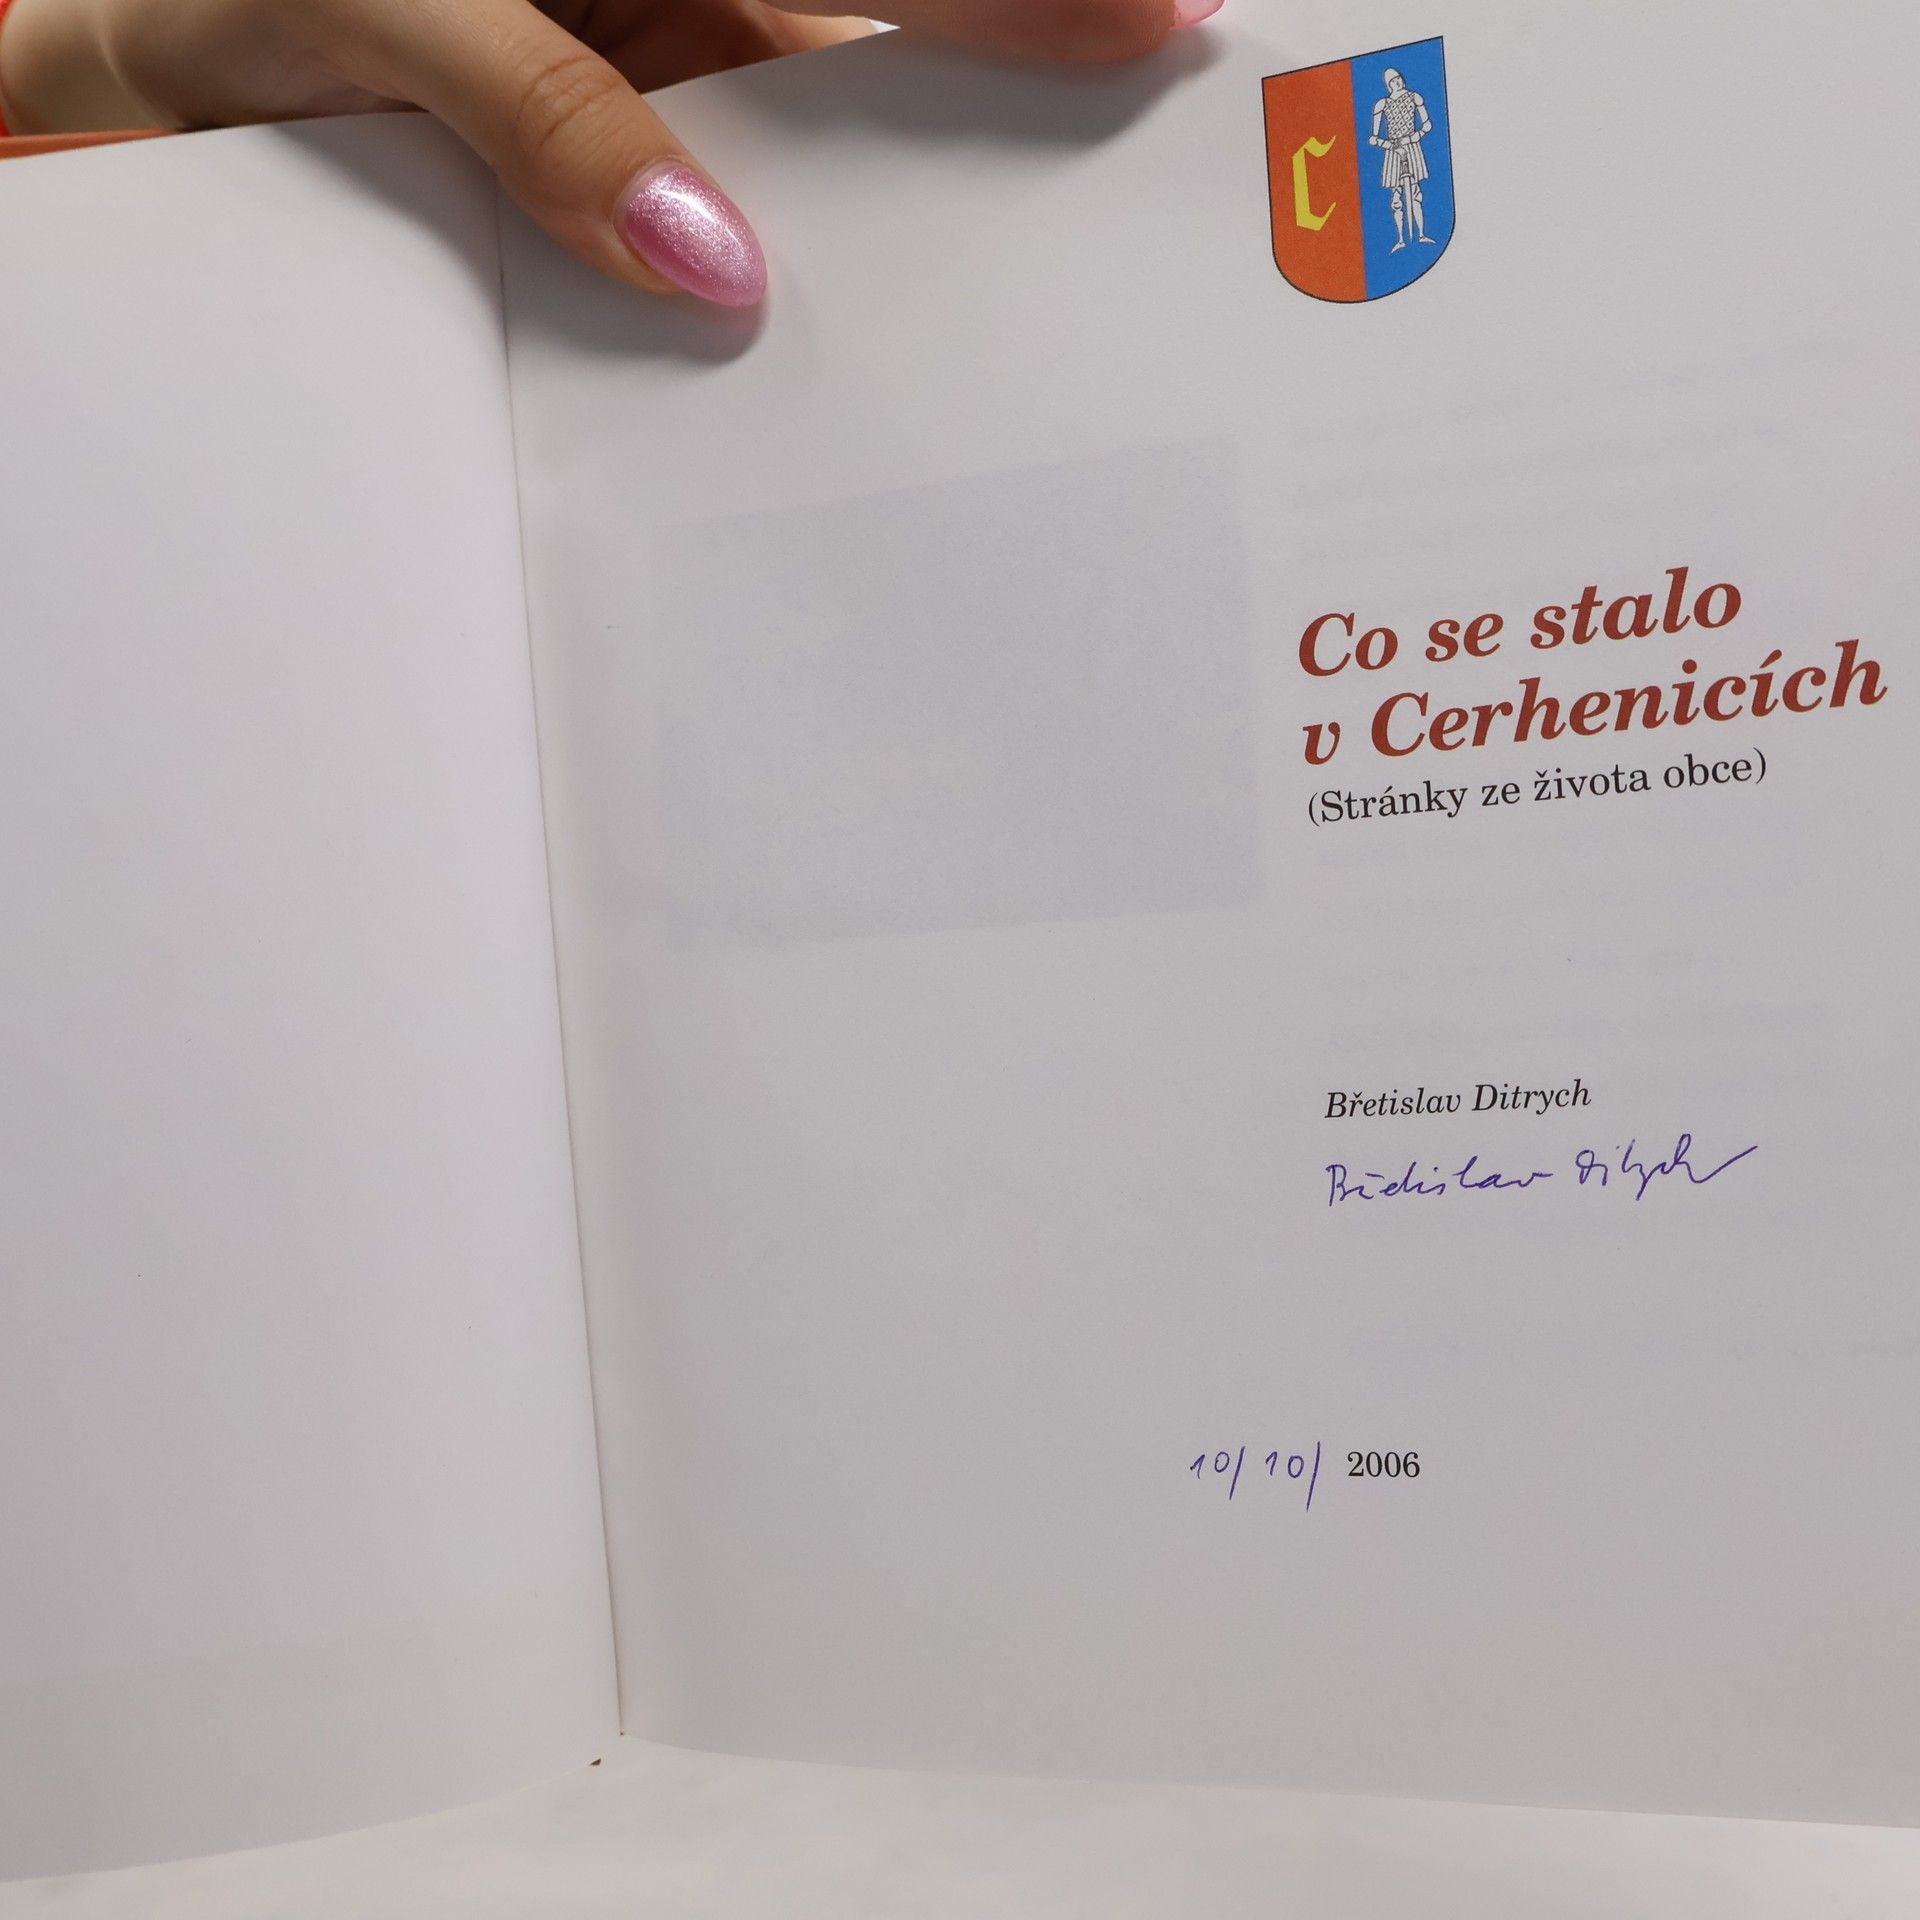 C
Co se stalo
v Cerhenicích
(Stránky ze života obce)
Břetislav Ditrych
Břetislav Ditrych
10/ 10/ 2006